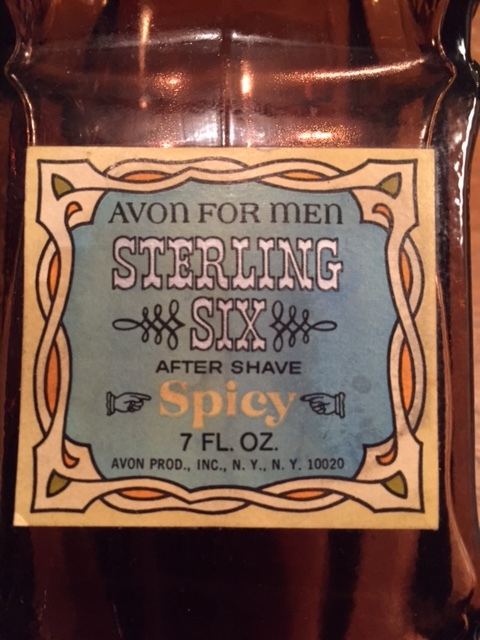 AVON FOR MEN
STERLING
SIX
AFTER SHAVE
Spicy
7 FL. OZ.
AVON PROD., INC., N. Y., N. Y. 10020